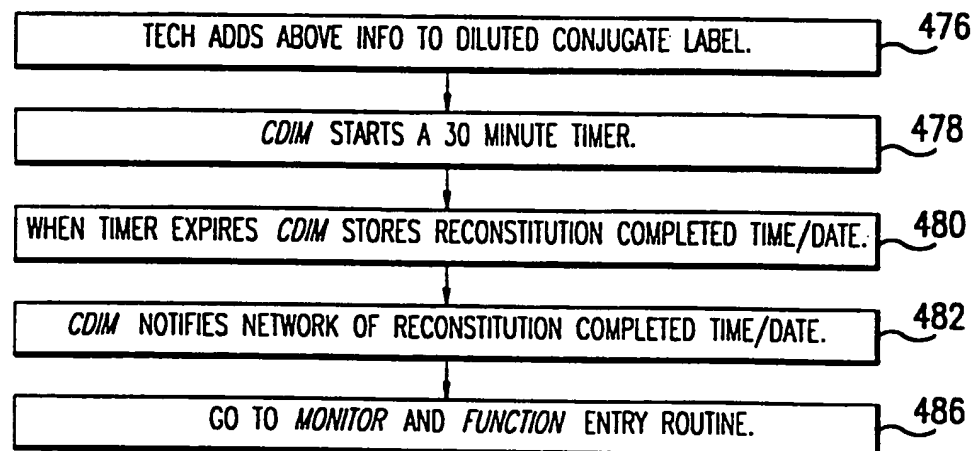 TECH ADDS ABOVE INFO TO DILUTED CONJUGATE LABEL. 476
CDIM STARTS A 30 MINUTE TIMER. 478
WHEN TIMER EXPIRES CDIM STORES RECONSTITUTION COMPLETED TIME/DATE. 480
CDIM NOTIFIES NETWORK OF RECONSTITUTION COMPLETED TIME/DATE. 482
GO TO MONITOR AND FUNCTION ENTRY ROUTINE. 486